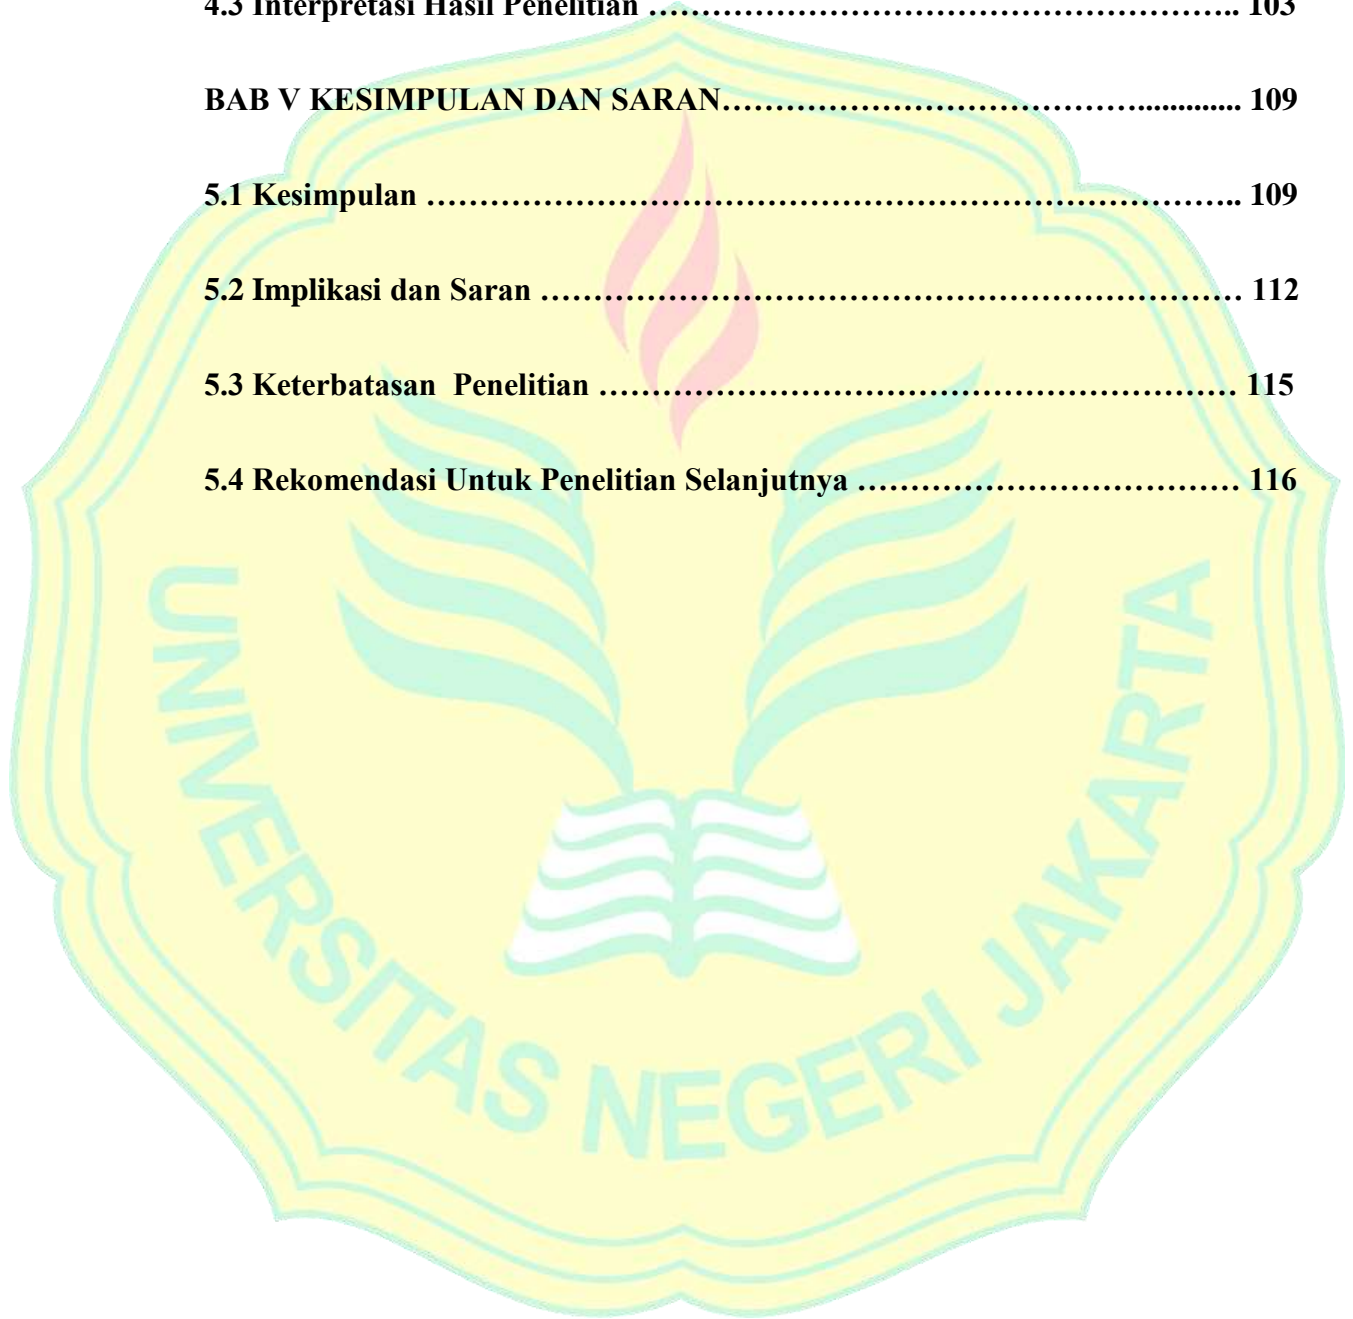 4.3 Interpretasi Hasil Penelitian ……………………………………………….. 103
BAB V KESIMPULAN DAN SARAN…………………………………............. 109
5.1 Kesimpulan ………………………………………………………………….. 109
5.2 Implikasi dan Saran ………………………………………………………… 112
5.3 Keterbatasan  Penelitian …………………………………………………… 115
5.4 Rekomendasi Untuk Penelitian Selanjutnya ……………………………… 116
UNIVERSITAS NEGERI JAKARTA